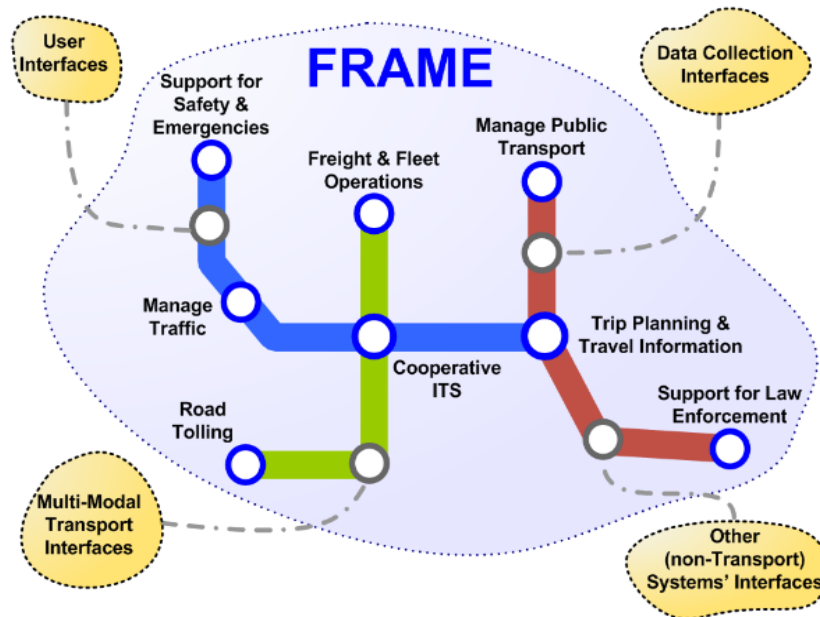 User
Interfaces
FRAME
Data Collection
Interfaces
Support for
Safety &
Emergencies
Freight & Fleet
Operations
Manage Public
Transport
Manage
Traffic
Trip Planning &
Travel Information
Cooperative
ITS
Road
Tolling
Support for Law
Enforcement
Multi-Modal
Transport
Interfaces
Other
(non-Transport)
Systems' Interfaces